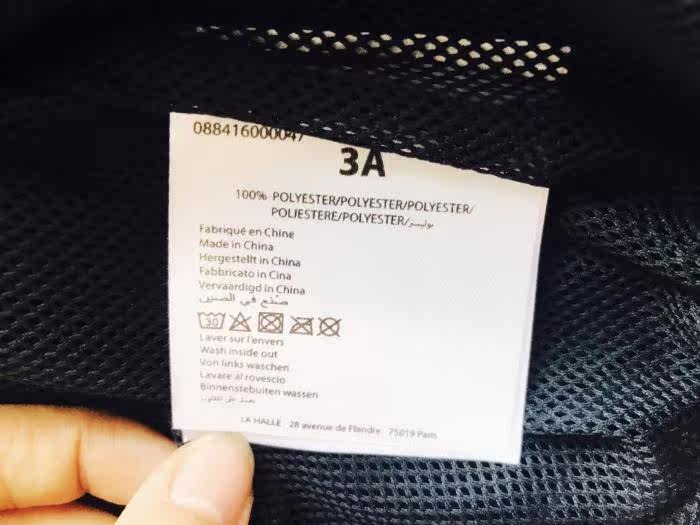 088416000047
3A
100% POLYESTER/POLYESTER/POLYESTER/
POLIESTERE/POLYESTER/بوليستر
Fabriqué en Chine
Made in China
Hergestellt in China
Fabbricato in Cina
Vervaardigd in China
صنع في الصين
30
Laver sur l'envers
Wash inside out
Von links waschen
Lavare al rovescio
Binnenstebuiten wassen
LA HALLE 28 avenue de Flandre 75019 Paris